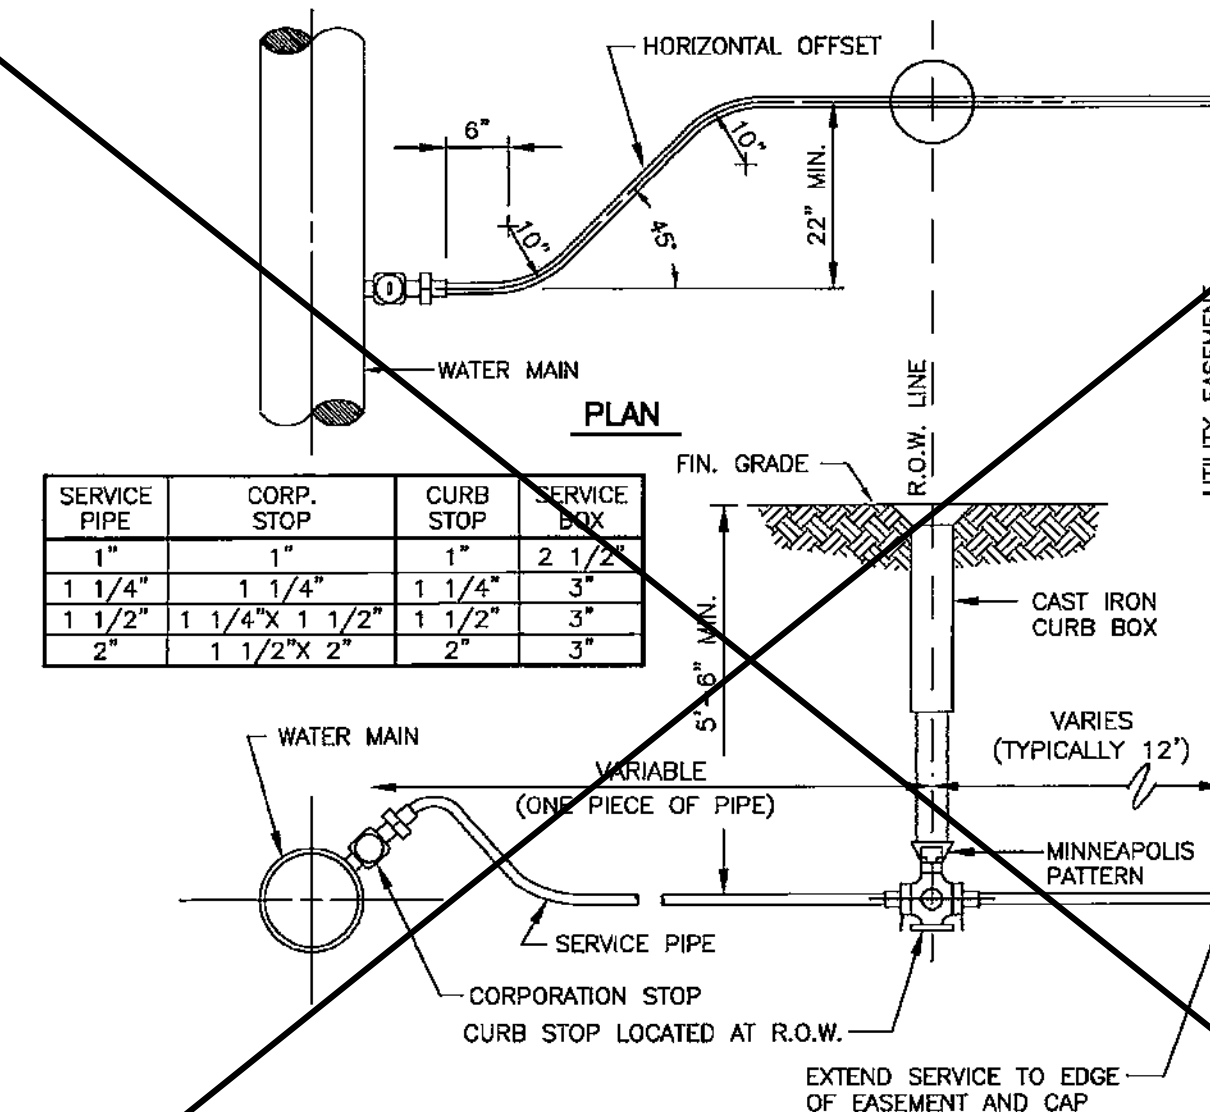 HORIZONTAL OFFSET
6"
10"
10"
45°
22" MIN.
WATER MAIN
PLAN
R.O.W. LINE
UTILITY EASEMENT
FIN. GRADE
SERVICE PIPE CORP. STOP CURB STOP SERVICE BOX
1" 1" 1" 2 1/2"
1 1/4" 1 1/4" 1 1/4" 3"
1 1/2" 1 1/4"X 1 1/2" 1 1/2" 3"
2" 1 1/2"X 2" 2" 3"
5'-6" MIN.
CAST IRON
CURB BOX
WATER MAIN
VARIES
(TYPICALLY 12')
VARIABLE
(ONE PIECE OF PIPE)
MINNEAPOLIS
PATTERN
SERVICE PIPE
CORPORATION STOP
CURB STOP LOCATED AT R.O.W.
EXTEND SERVICE TO EDGE
OF EASEMENT AND CAP